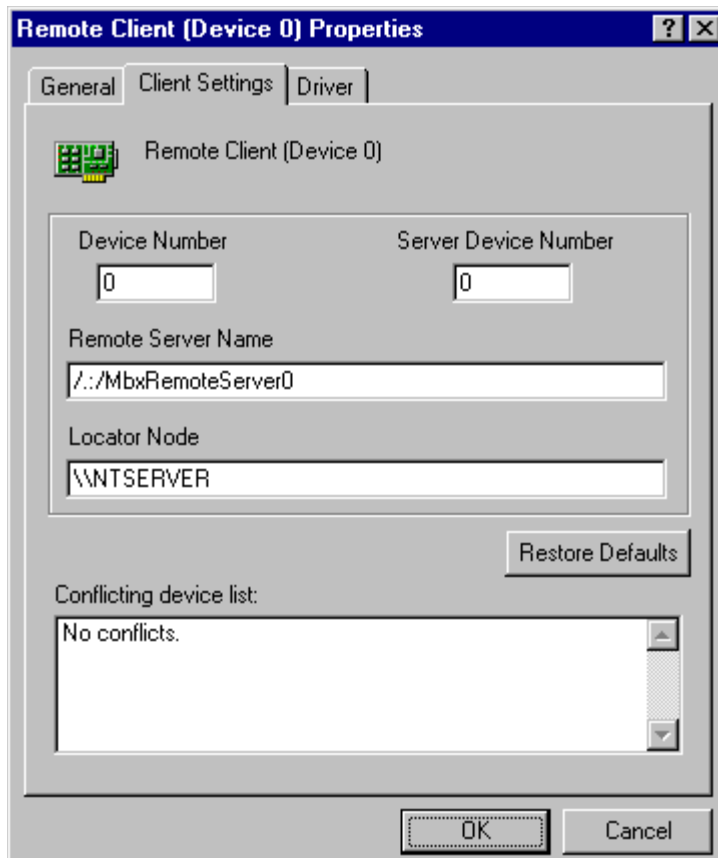 Remote Client (Device 0) Properties
General Client Settings Driver
Remote Client (Device 0)
Device Number Server Device Number
0 0
Remote Server Name
/.:/MbxRemoteServer0
Locator Node
\\NTSERVER
Restore Defaults
Conflicting device list:
No conflicts.
OK Cancel